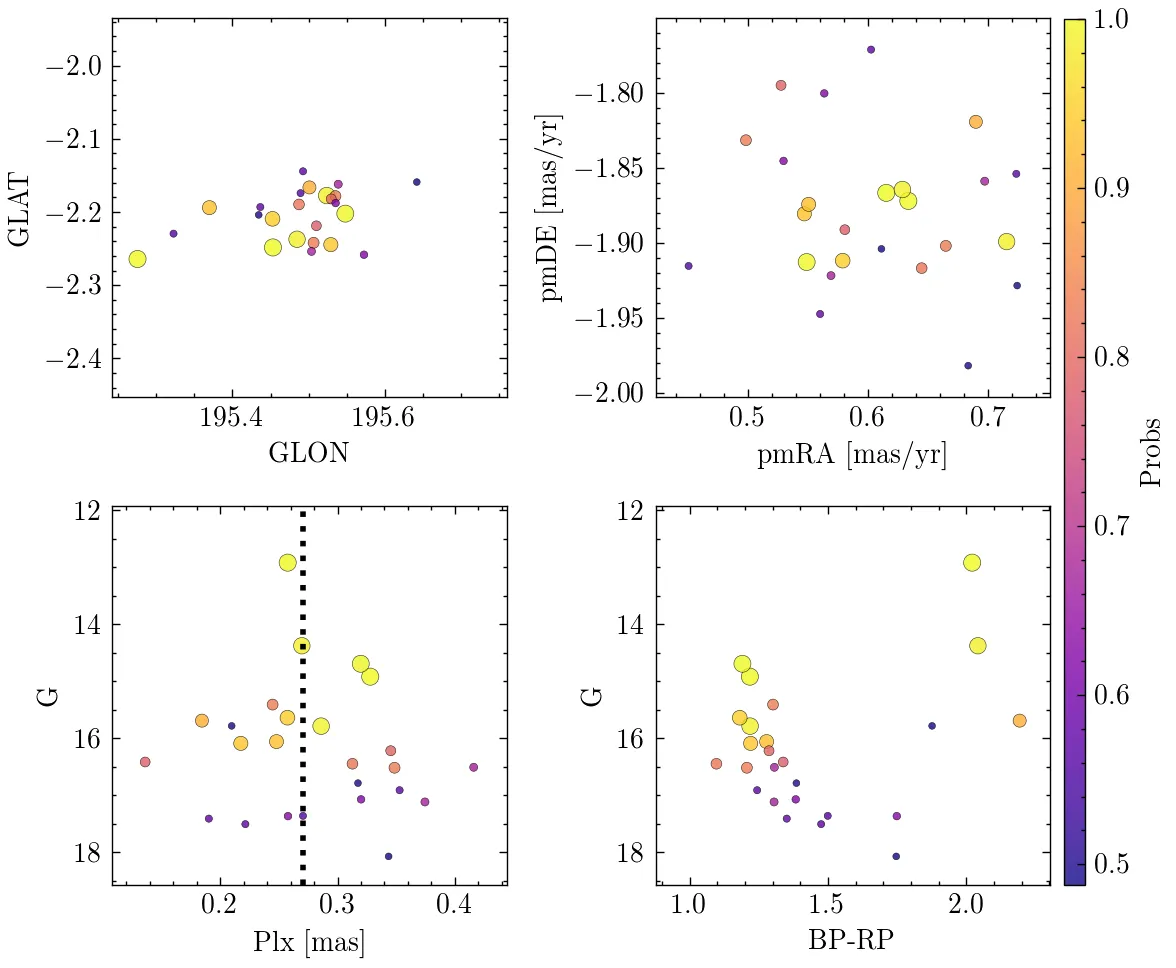 GLAT
−2.0
−2.1
−2.2
−2.3
−2.4
195.4 195.6
GLON
pmDE [mas/yr]
−1.80
−1.85
−1.90
−1.95
−2.00
0.5 0.6 0.7
pmRA [mas/yr]
G
12
14
16
18
0.2 0.3 0.4
Plx [mas]
G
12
14
16
18
1.0 1.5 2.0
BP-RP
1.0
0.9
0.8
0.7
0.6
0.5
Probs